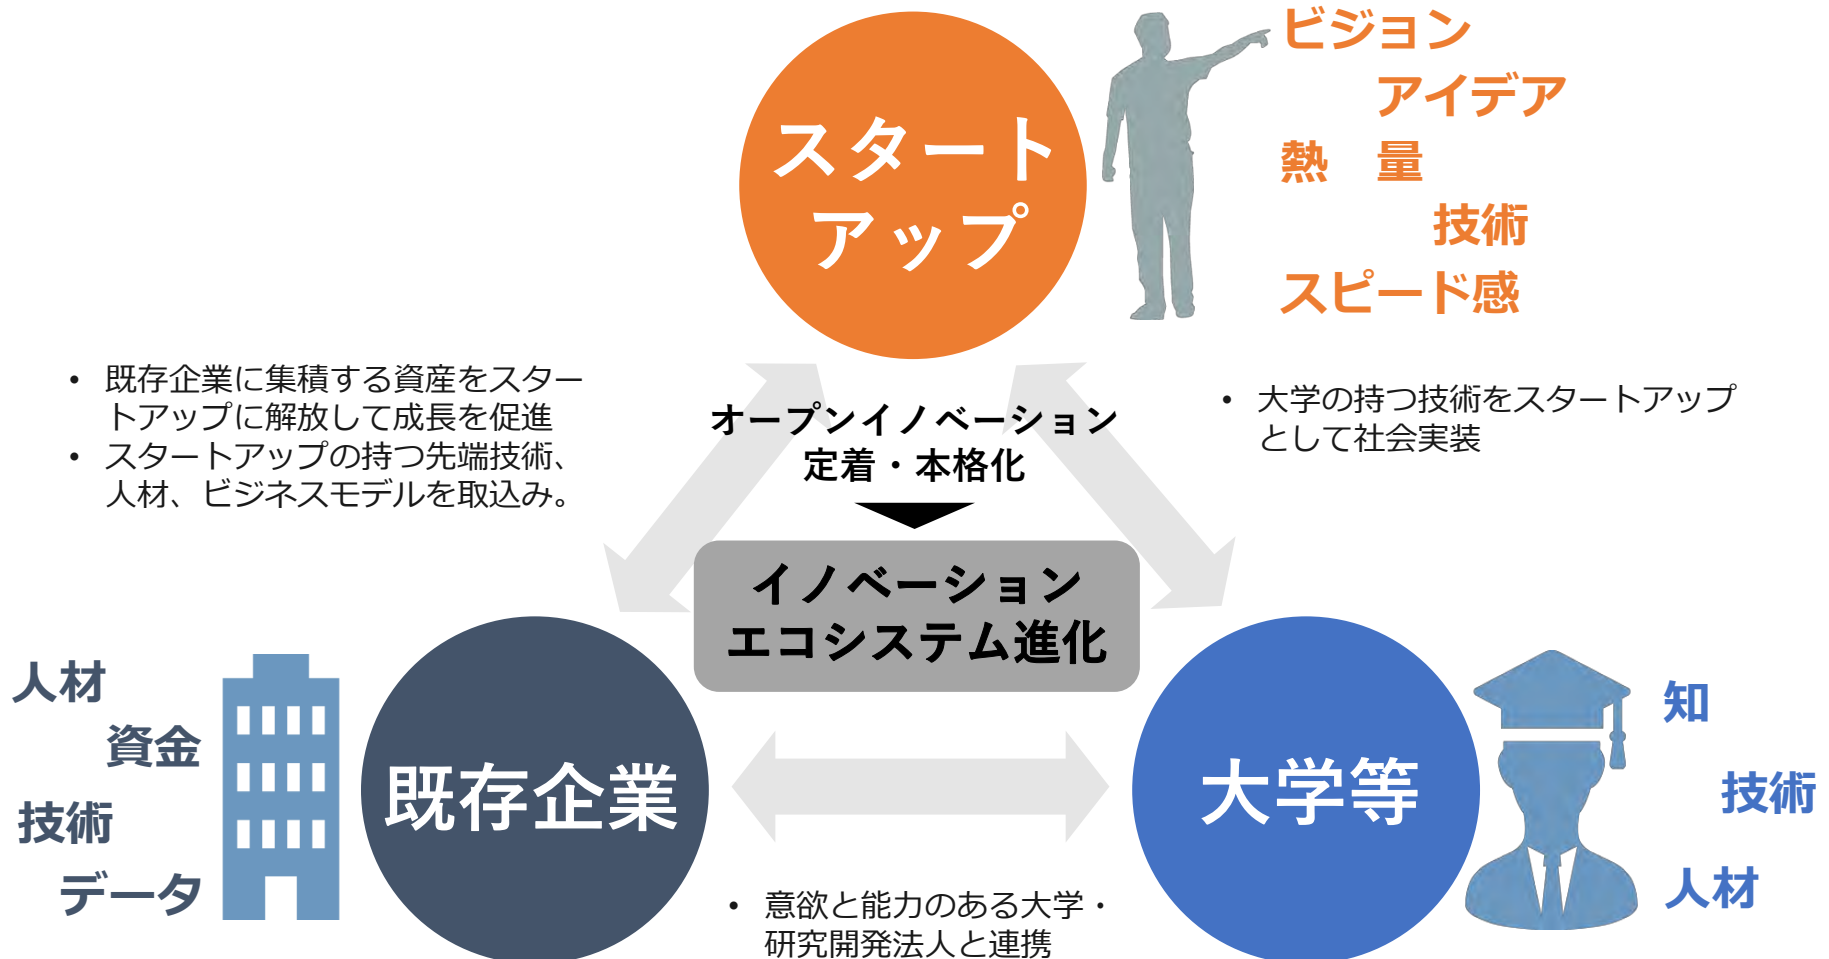 スタート
アップ
ビジョン
アイデア
熱　量
技術
スピード感
• 既存企業に集積する資産をスター
トアップに解放して成長を促進
• スタートアップの持つ先端技術、
人材、ビジネスモデルを取込み。
オープンイノベーション
定着・本格化
• 大学の持つ技術をスタートアップ
として社会実装
イノベーション
エコシステム進化
人材
資金
技術
データ
既存企業
大学等
知
技術
人材
• 意欲と能力のある大学・
研究開発法人と連携